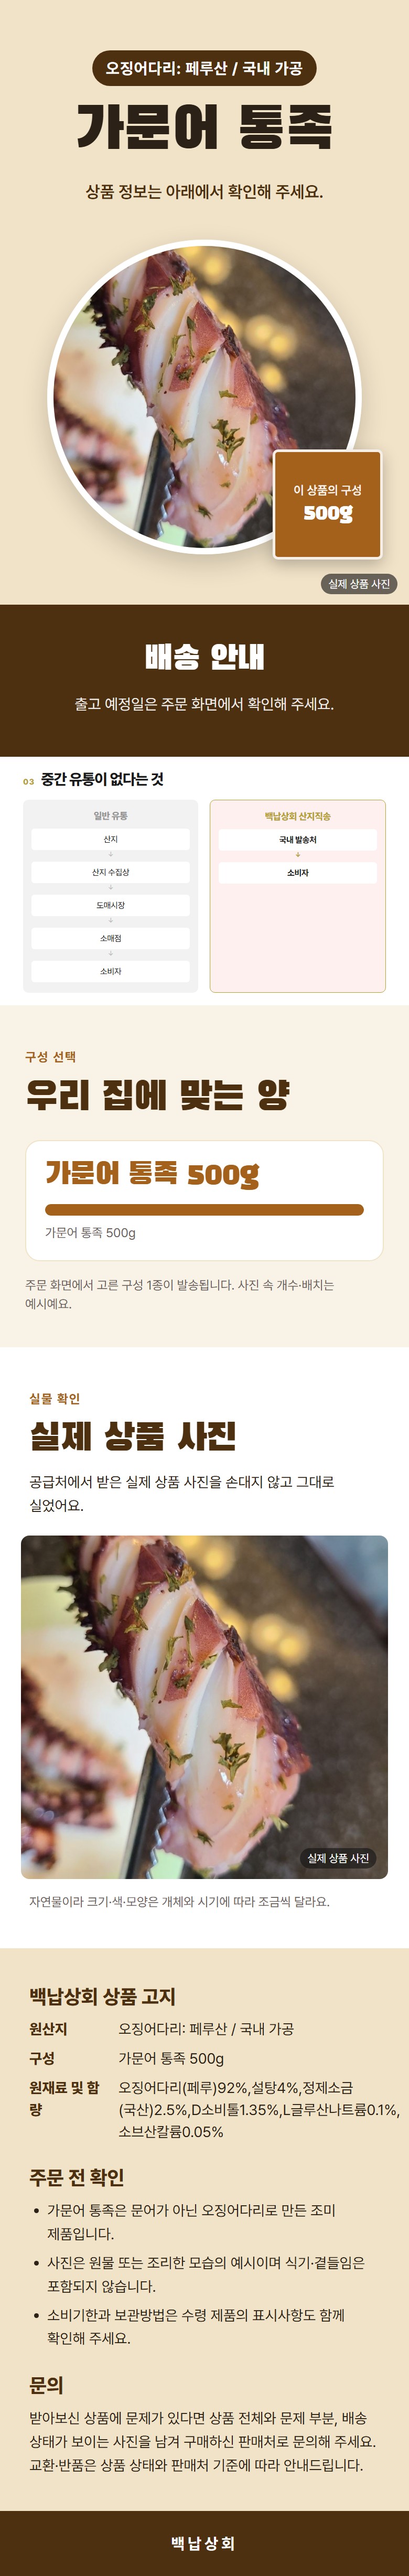 오징어다리: 페루산 / 국내 가공
가문어 통족
상품 정보는 아래에서 확인해 주세요.
이 상품의 구성
500g
실제 상품 사진
배송 안내
출고 예정일은 주문 화면에서 확인해 주세요.
03 중간 유통이 없다는 것
일반 유통
산지
↓
산지 수집상
↓
도매시장
↓
소매점
↓
소비자
백납상회 산지직송
국내 발송처
↓
소비자
구성 선택
우리 집에 맞는 양
가문어 통족 500g
가문어 통족 500g
주문 화면에서 고른 구성 1종이 발송됩니다. 사진 속 개수·배치는
예시예요.
실물 확인
실제 상품 사진
공급처에서 받은 실제 상품 사진을 손대지 않고 그대로
실었어요.
실제 상품 사진
자연물이라 크기·색·모양은 개체와 시기에 따라 조금씩 달라요.
백납상회 상품 고지
원산지 오징어다리: 페루산 / 국내 가공
구성 가문어 통족 500g
원재료 및 함량 오징어다리(페루)92%,설탕4%,정제소금
(국산)2.5%,D소비톨1.35%,L글루산나트륨0.1%,
소브산칼륨0.05%
주문 전 확인
• 가문어 통족은 문어가 아닌 오징어다리로 만든 조미
제품입니다.
• 사진은 원물 또는 조리한 모습의 예시이며 식기·곁들임은
포함되지 않습니다.
• 소비기한과 보관방법은 수령 제품의 표시사항도 함께
확인해 주세요.
문의
받아보신 상품에 문제가 있다면 상품 전체와 문제 부분, 배송
상태가 보이는 사진을 남겨 구매하신 판매처로 문의해 주세요.
교환·반품은 상품 상태와 판매처 기준에 따라 안내드립니다.
백납상회